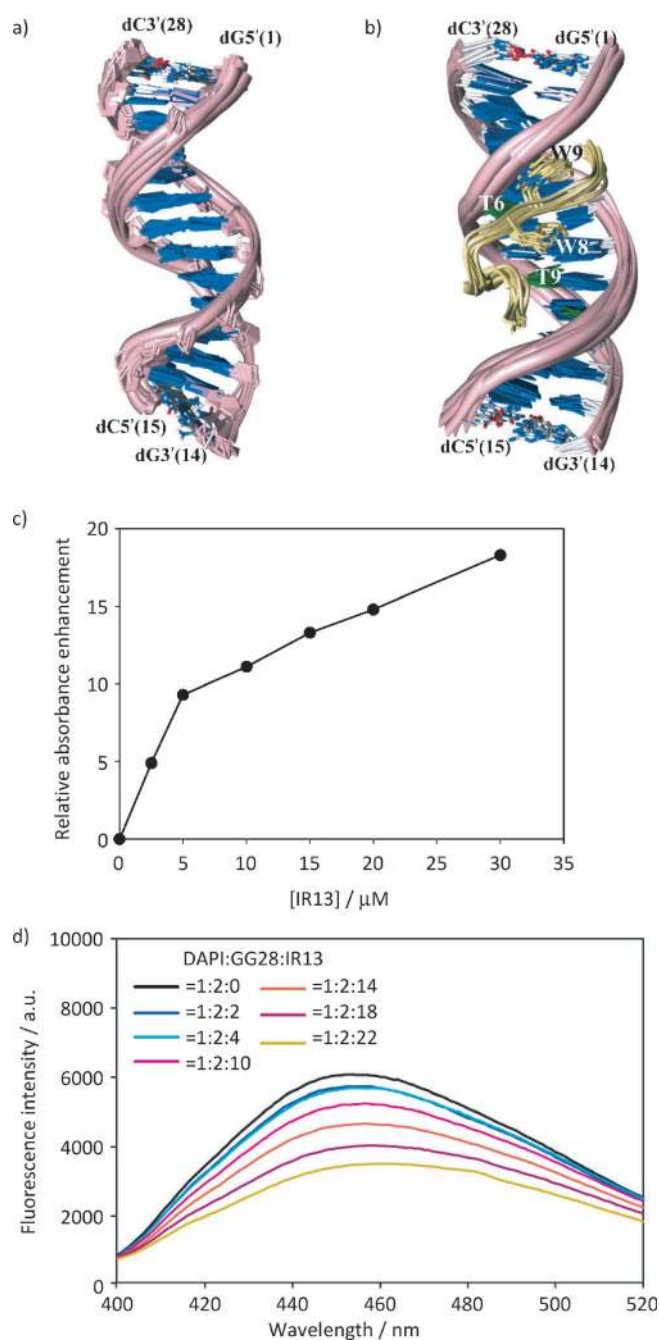 a)
dC3'(28)
dG5'(1)
dC5'(15)
dG3'(14)
b)
dC3'(28)
dG5'(1)
W9
T6
W8
T9
dC5'(15)
dG3'(14)
c)
20
15
10
5
0
Relative absorbance enhancement
0 5 10 15 20 25 30 35
[IR13] / μM
d)
10000
8000
6000
4000
2000
0
Fluorescence intensity / a.u.
DAPI:GG28:IR13
=1:2:0 =1:2:14
=1:2:2 =1:2:18
=1:2:4 =1:2:22
=1:2:10
400 420 440 460 480 500 520
Wavelength / nm